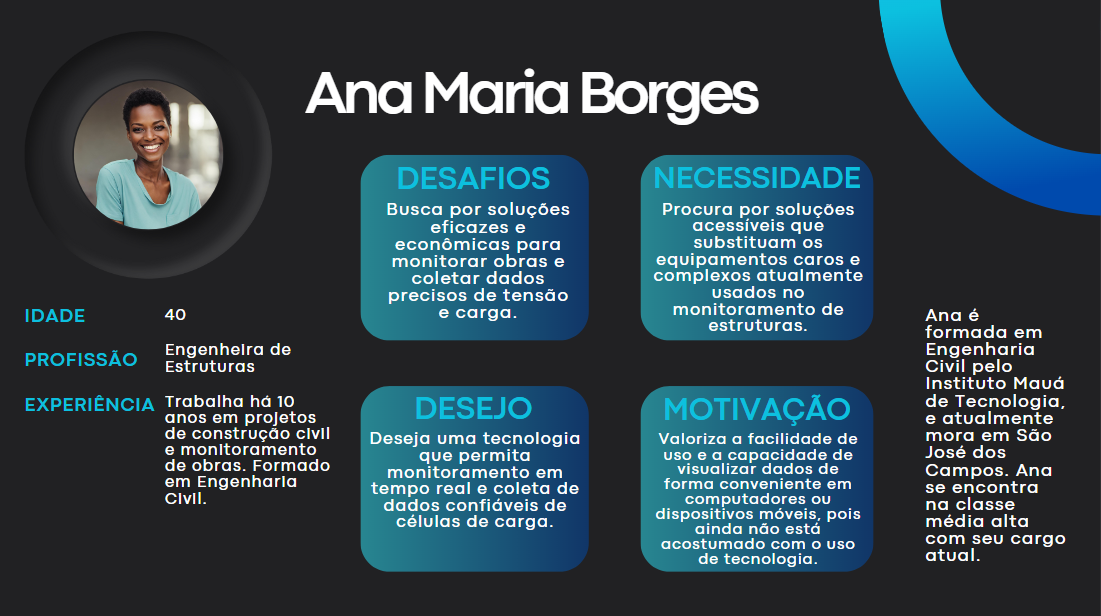 Ana Maria Borges
IDADE
40
PROFISSÃO
Engenheira de
Estruturas
EXPERIÊNCIA
Trabalha há 10
anos em projetos
de construção civil
e monitoramento
de obras. Formado
em Engenharia
Civil.
DESAFIOS
Busca por soluções
eficazes e
econômicas para
monitorar obras e
coletar dados
precisos de tensão
e carga.
NECESSIDADE
Procura por soluções
acessíveis que
substituam os
equipamentos caros e
complexos atualmente
usados no
monitoramento de
estruturas.
DESEJO
Deseja uma tecnologia
que permita
monitoramento em
tempo real e coleta de
dados confiáveis de
células de carga.
MOTIVAÇÃO
Valoriza a facilidade de
uso e a capacidade de
visualizar dados de
forma conveniente em
computadores ou
dispositivos móveis, pois
ainda não está
acostumado com o uso
de tecnologia.
Ana é
formada em
Engenharia
Civil pelo
Instituto Mauá
de Tecnologia,
e atualmente
mora em São
José dos
Campos. Ana
se encontra
na classe
média alta
com seu cargo
atual.